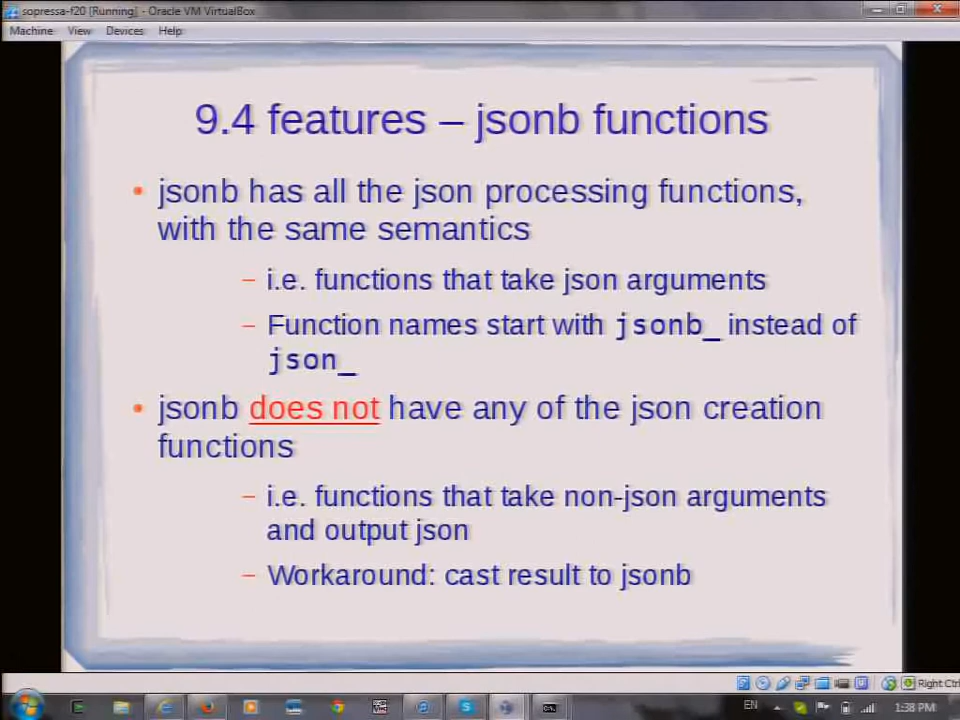 sopressa-f20 [Running] - Oracle VM VirtualBox
Machine View Devices Help
9.4 features – jsonb functions
• jsonb has all the json processing functions,
with the same semantics
– i.e. functions that take json arguments
– Function names start with jsonb_ instead of
json_
• jsonb does not have any of the json creation
functions
– i.e. functions that take non-json arguments
and output json
– Workaround: cast result to jsonb
Right Ctrl
EN 1:38 PM